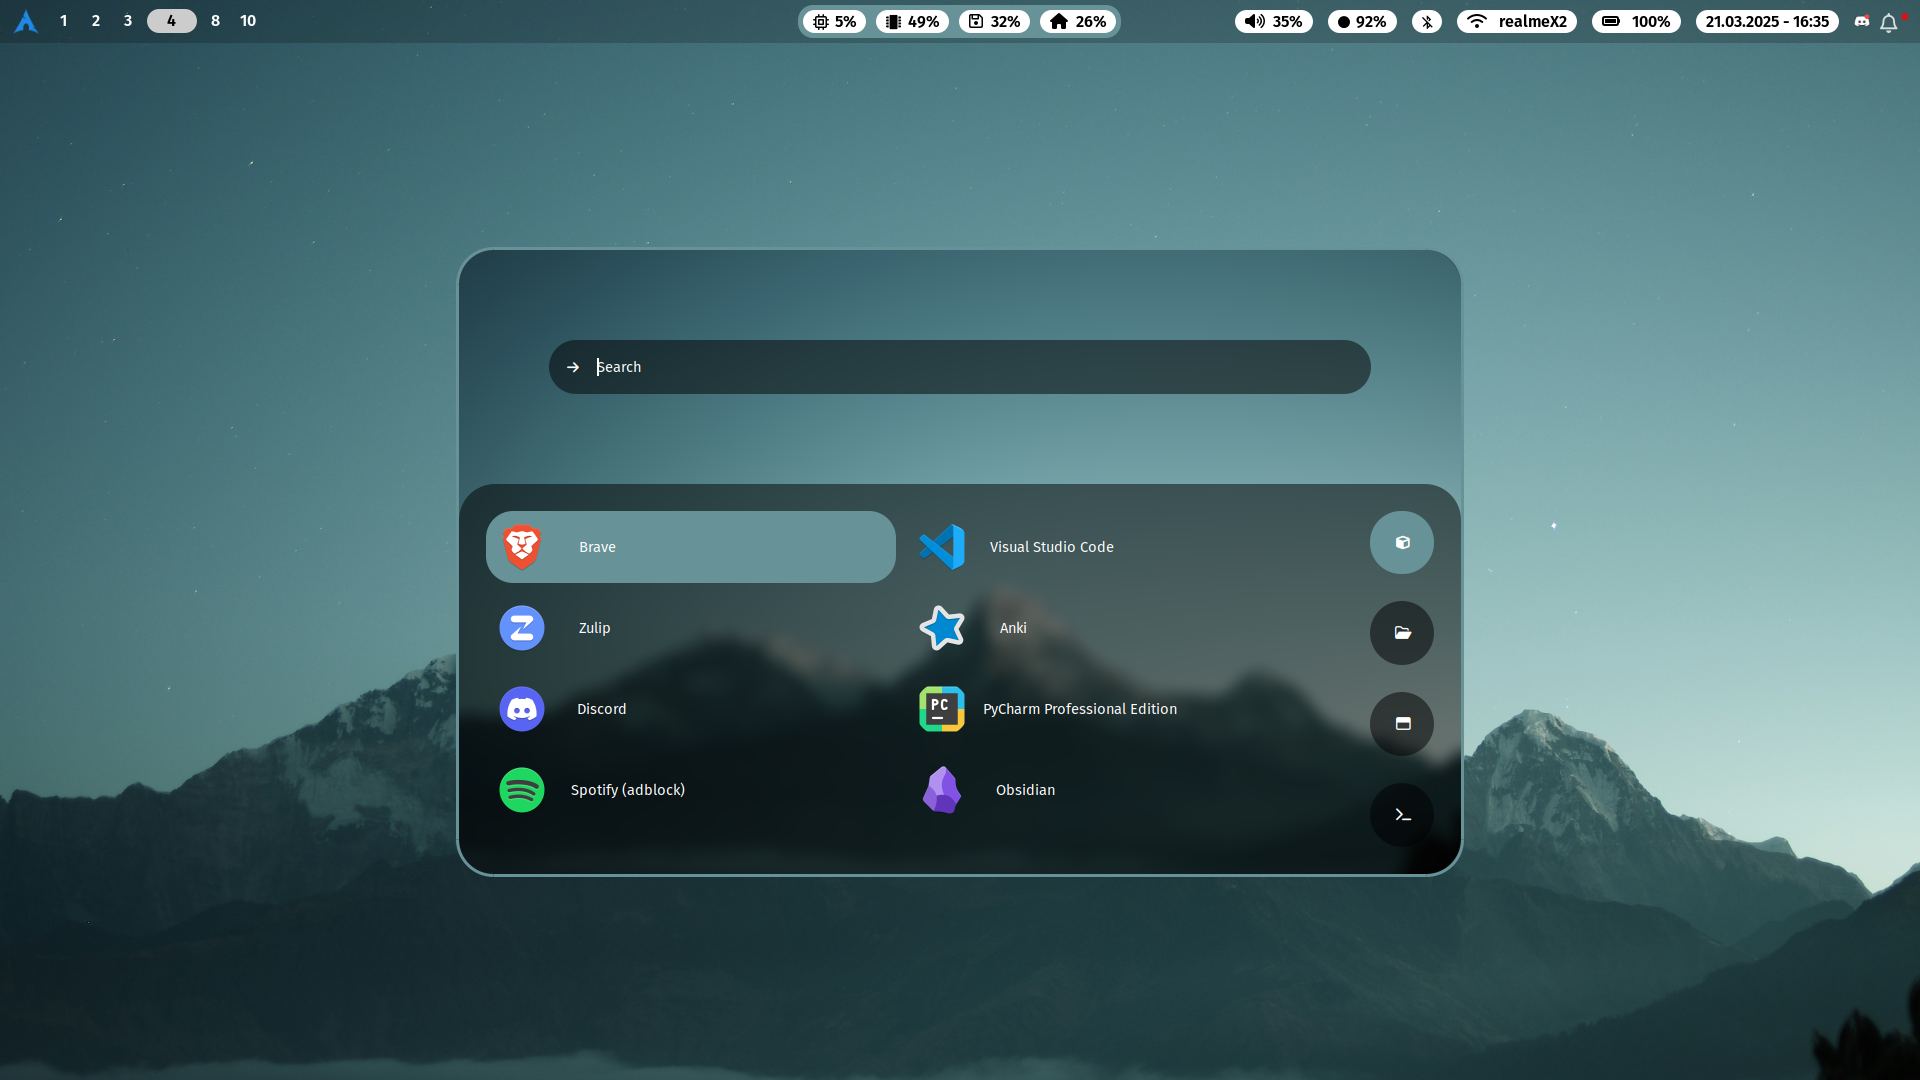 1 2 3 4 8 10 5% 49% 32% 26% 35% 92% realmeX2 100% 21.03.2025 - 16:35
Search
Brave Visual Studio Code
Zulip Anki
Discord PC PyCharm Professional Edition
Spotify (adblock) Obsidian